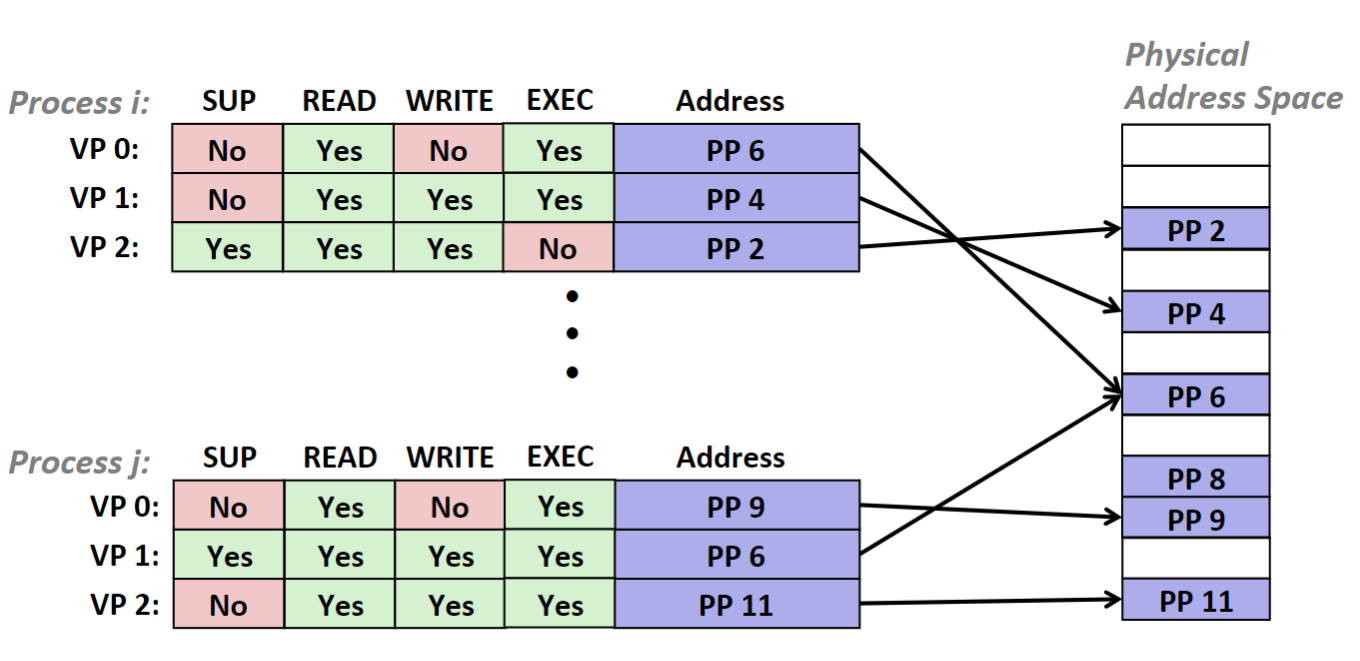 Physical
Address Space
Process i: SUP READ WRITE EXEC Address
VP 0: No Yes No Yes PP 6
VP 1: No Yes Yes Yes PP 4
VP 2: Yes Yes Yes No PP 2
PP 2
PP 4
PP 6
Process j: SUP READ WRITE EXEC Address
VP 0: No Yes No Yes PP 9
VP 1: Yes Yes Yes Yes PP 6
VP 2: No Yes Yes Yes PP 11
PP 8
PP 9
PP 11